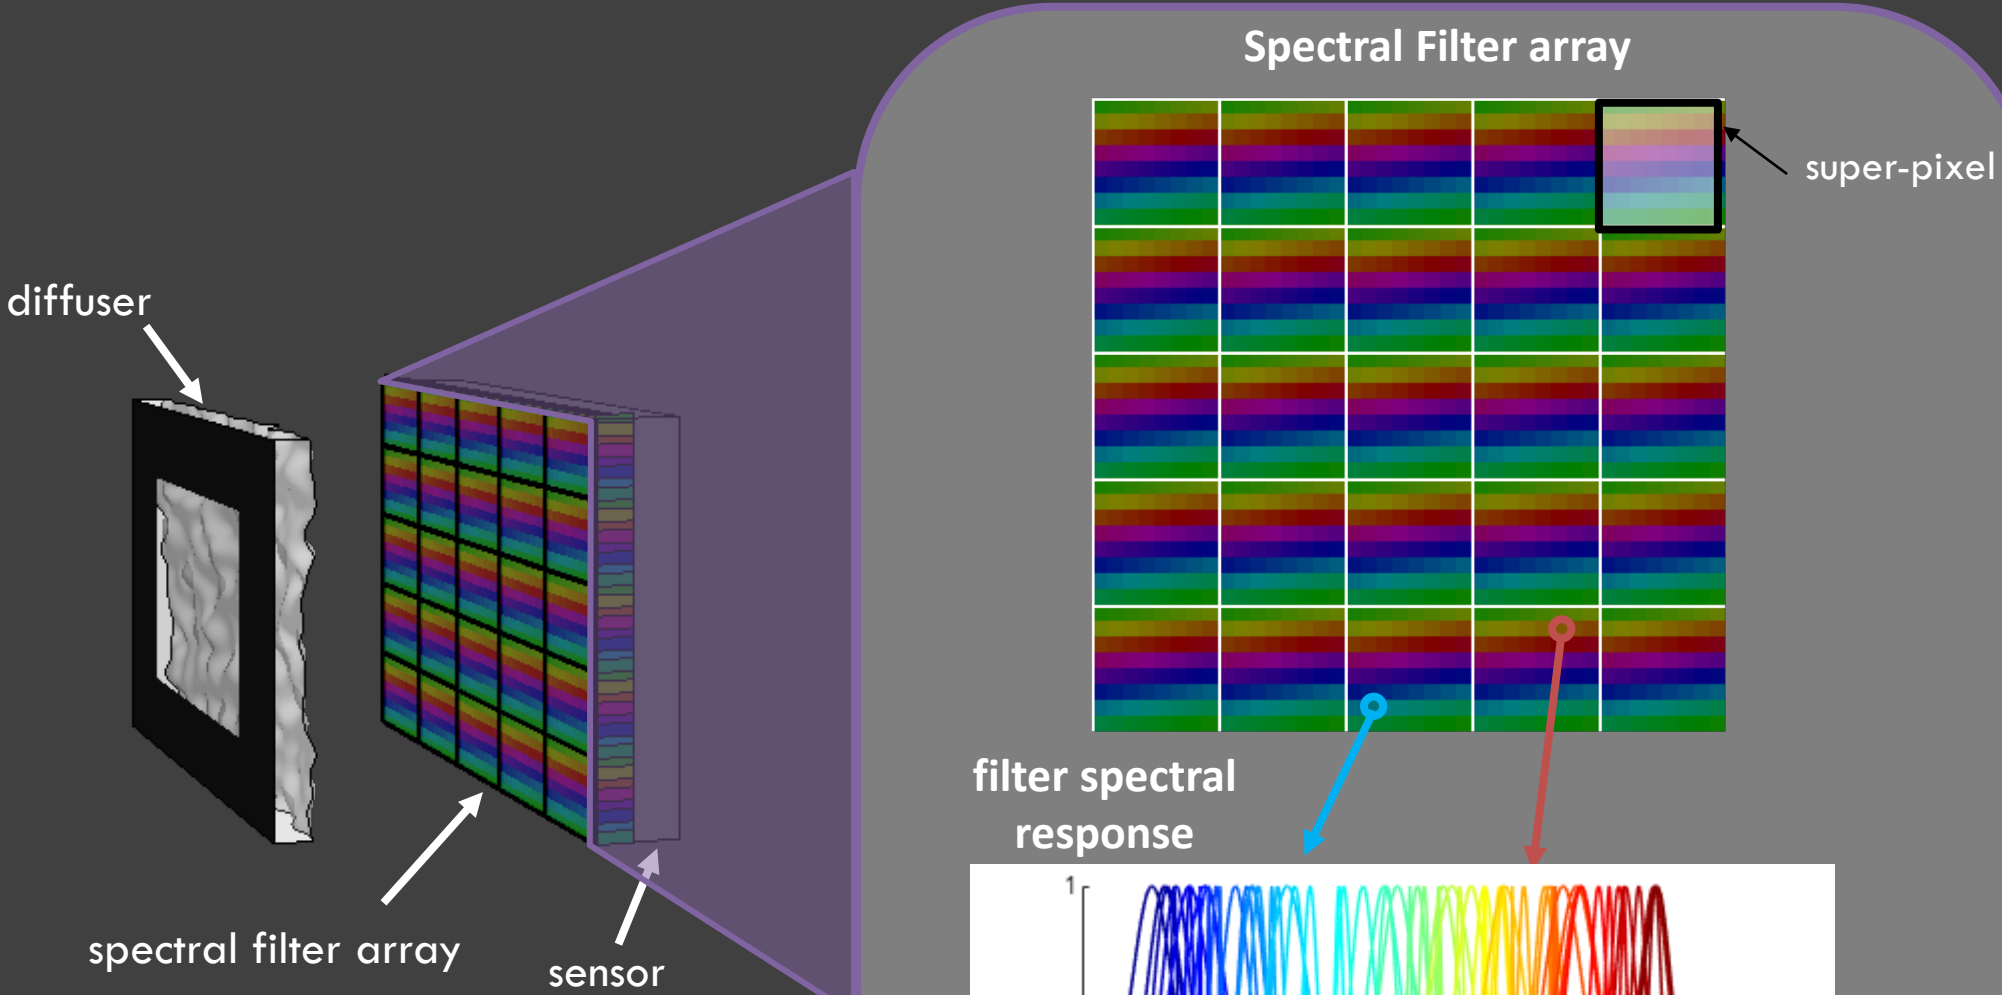 Spectral Filter array
super-pixel
diffuser
filter spectral
response
1
spectral filter array
sensor